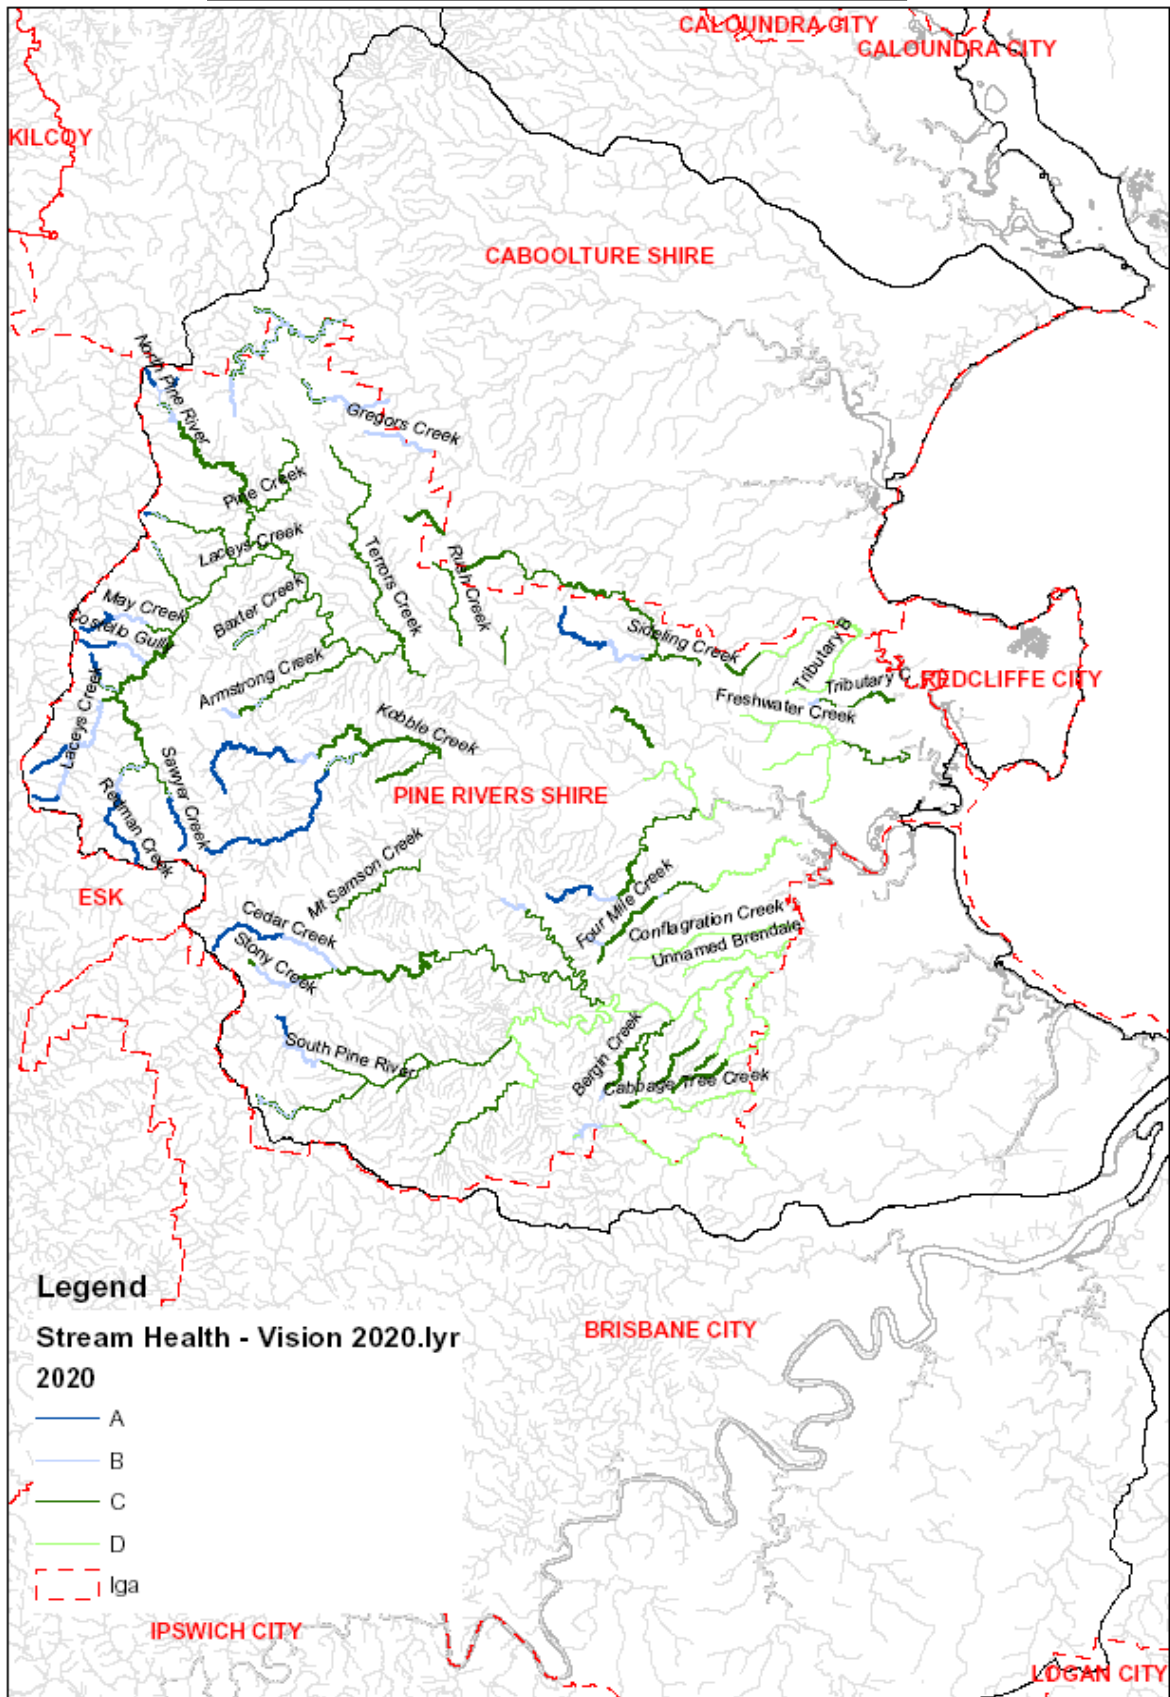 CALOUNDRA CITY
CALOUNDRA CITY
KILCOY
CABOOLTURE SHIRE
North Pine River
Gregors Creek
Pine Creek
Laceys Creek
Terrors Creek
Rush Creek
Baxter Creek
May Creek
Costello Gully
Sideling Creek
Tributary B
Tributary C
REDCLIFFE CITY
Armstrong Creek
Freshwater Creek
Laceys Creek
Kobble Creek
Sawyer Creek
Redman Creek
PINE RIVERS SHIRE
Mt Samson Creek
ESK
Four Mile Creek
Cedar Creek
Conflagration Creek
Stony Creek
Unnamed Brendale
South Pine River
Bergin Creek
Cabbage Tree Creek
Legend
Stream Health - Vision 2020.lyr
2020
A
B
C
D
lga
BRISBANE CITY
IPSWICH CITY
LOGAN CITY